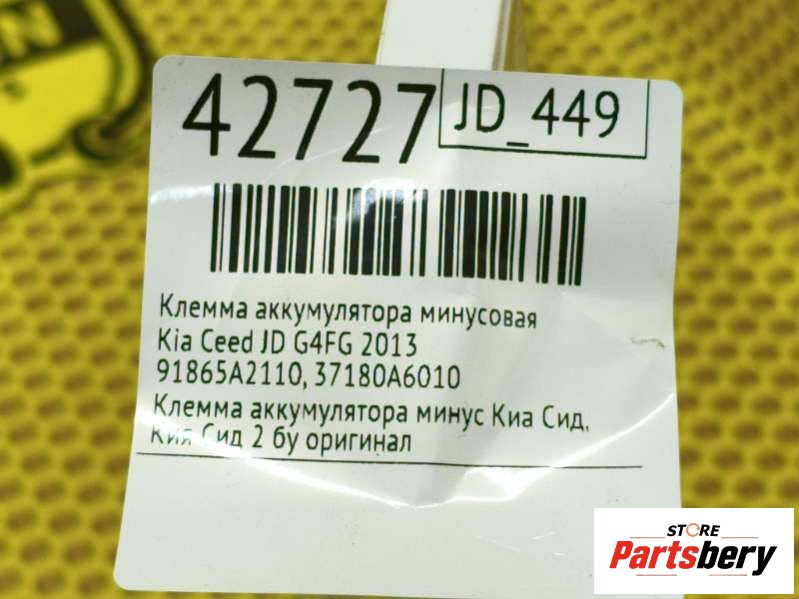 42727
JD_449
Клемма аккумулятора минусовая
Kia Ceed JD G4FG 2013
91865A2110, 37180A6010
Клемма аккумулятора минус Киа Сид,
Кия Сид 2 бу оригинал
STORE
Partsbery